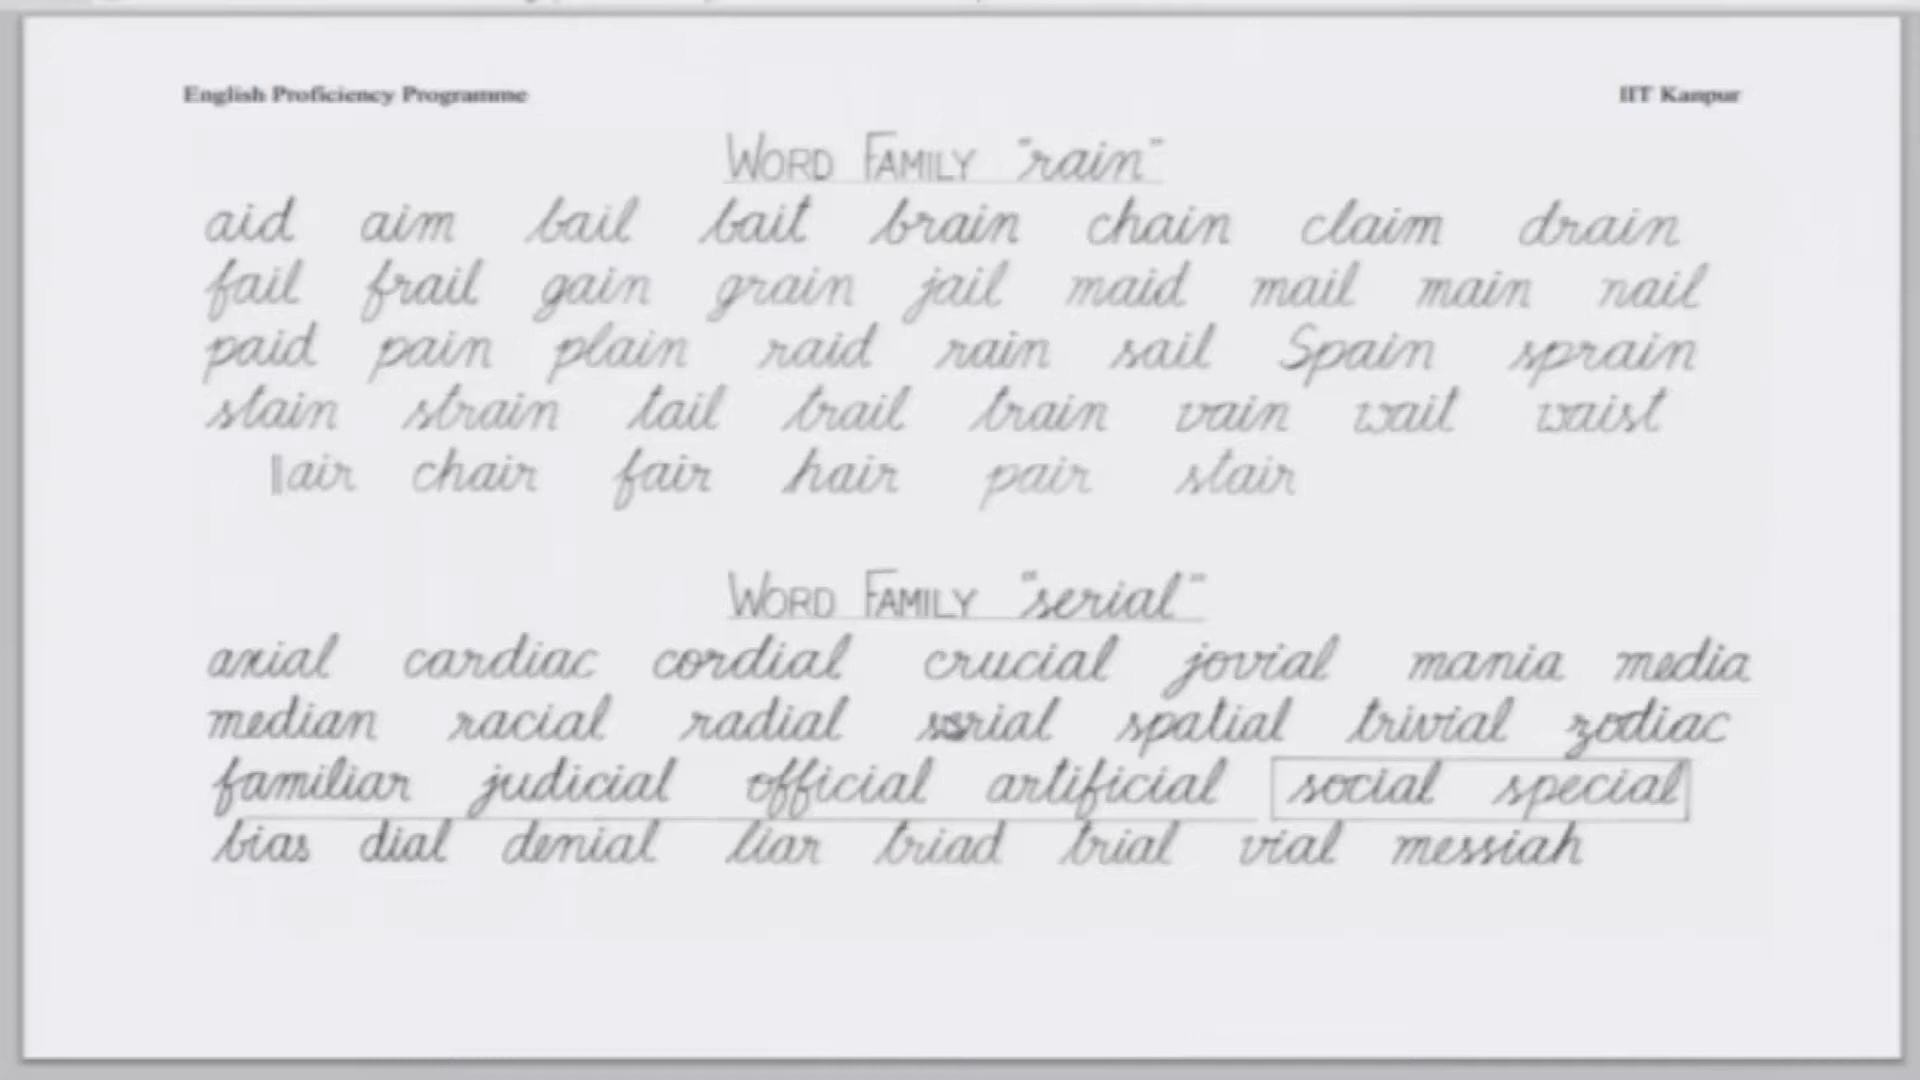 English Proficiency Programme IIT Kanpur
WORD FAMILY "rain"
aid aim bail bait brain chain claim drain
fail frail gain grain jail maid mail main nail
paid pain plain raid rain sail Spain sprain
stain strain tail trail train vain wait waist
|air chair fair hair pair stair
WORD FAMILY "serial"
axial cardiac cordial crucial jovial mania media
median racial radial serial spatial trivial zodiac
familiar judicial official artificial social special
bias dial denial liar triad trial vial messiah